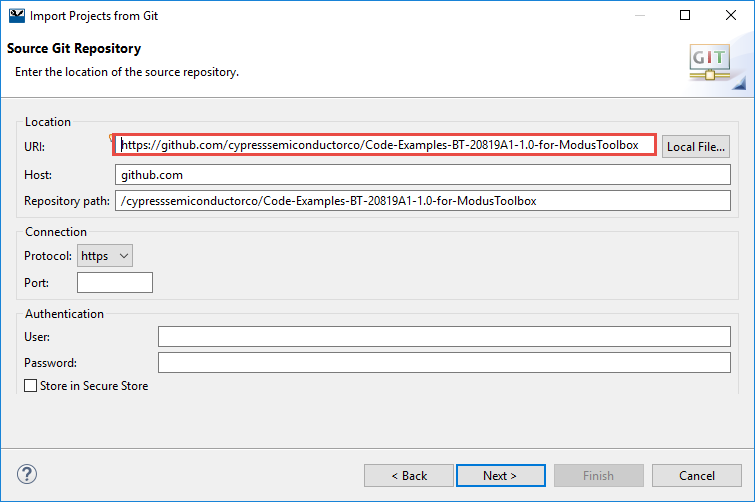 Import Projects from Git
Source Git Repository
Enter the location of the source repository.
GIT
Location
URI: https://github.com/cypresssemiconductorco/Code-Examples-BT-20819A1-1.0-for-ModusToolbox Local File...
Host: github.com
Repository path: /cypresssemiconductorco/Code-Examples-BT-20819A1-1.0-for-ModusToolbox
Connection
Protocol: https
Port:
Authentication
User:
Password:
Store in Secure Store
? < Back Next > Finish Cancel